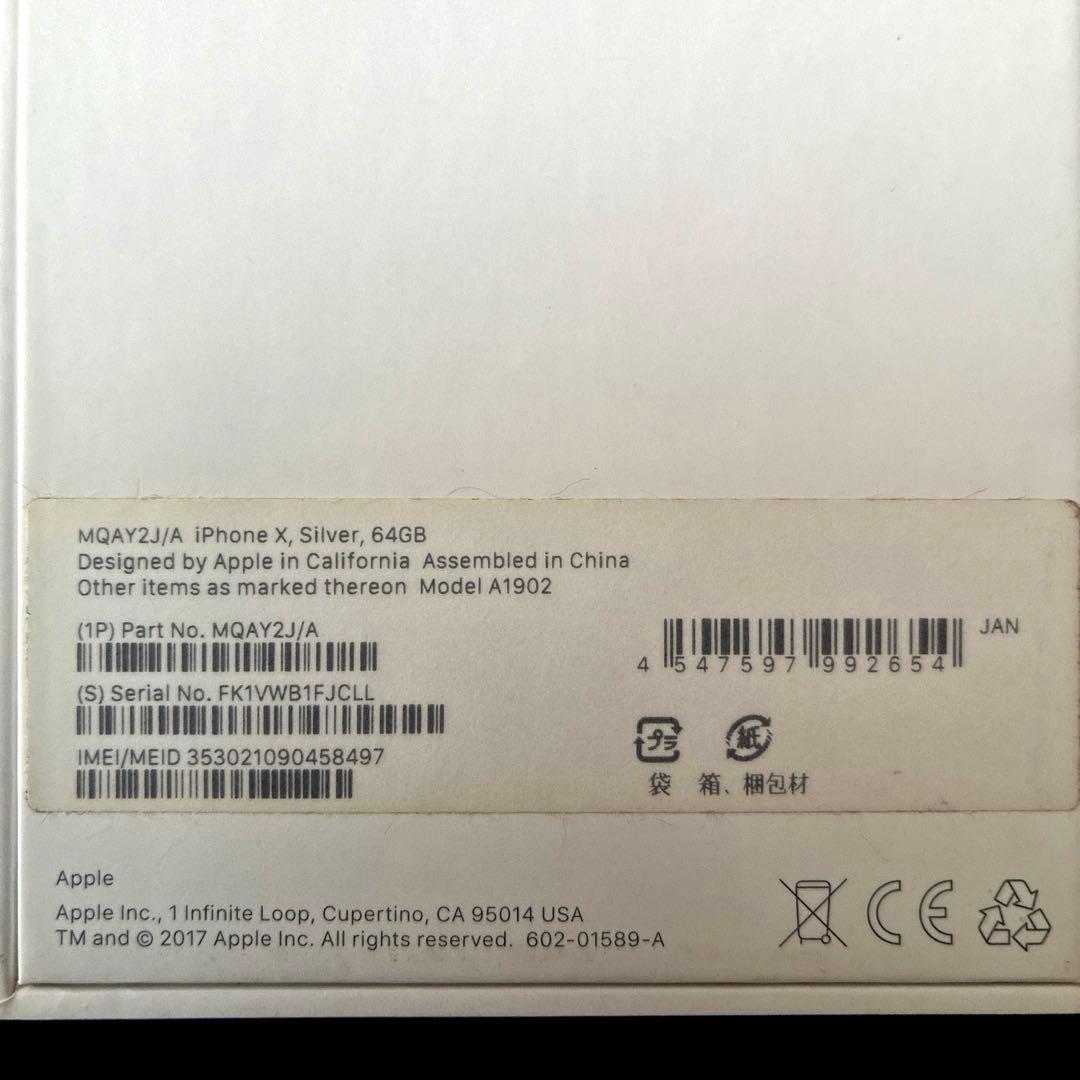 MQAY2J/A iPhone X, Silver, 64GB
Designed by Apple in California Assembled in China
Other items as marked thereon Model A1902
(1P) Part No. MQAY2J/A
(S) Serial No. FK1VWB1FJCLL
IMEI/MEID 353021090458497
JAN
4 547597 992654
プラ 紙
袋 箱、梱包材
Apple
Apple Inc., 1 Infinite Loop, Cupertino, CA 95014 USA
TM and © 2017 Apple Inc. All rights reserved. 602-01589-A
CE